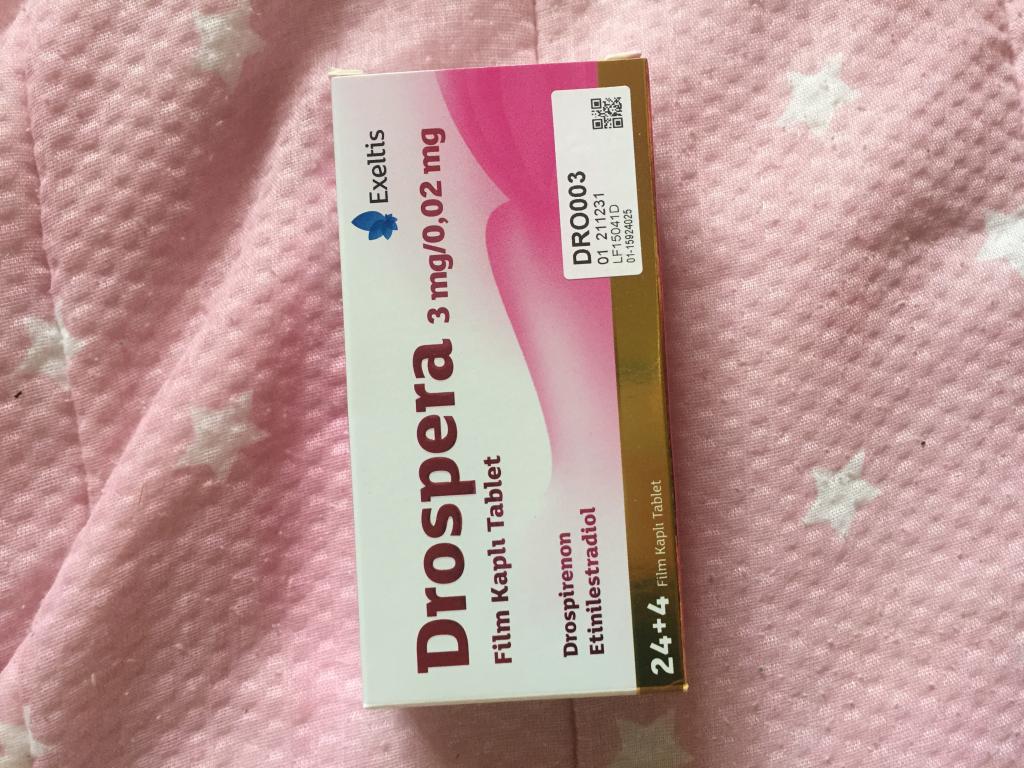 Exeltis
Drospera 3 mg/0,02 mg
Film Kaplı Tablet
Drospirenon
Etinilestradiol
DRO003
01 211231
LF15041D
01-15924025
24+4 Film Kaplı Tablet